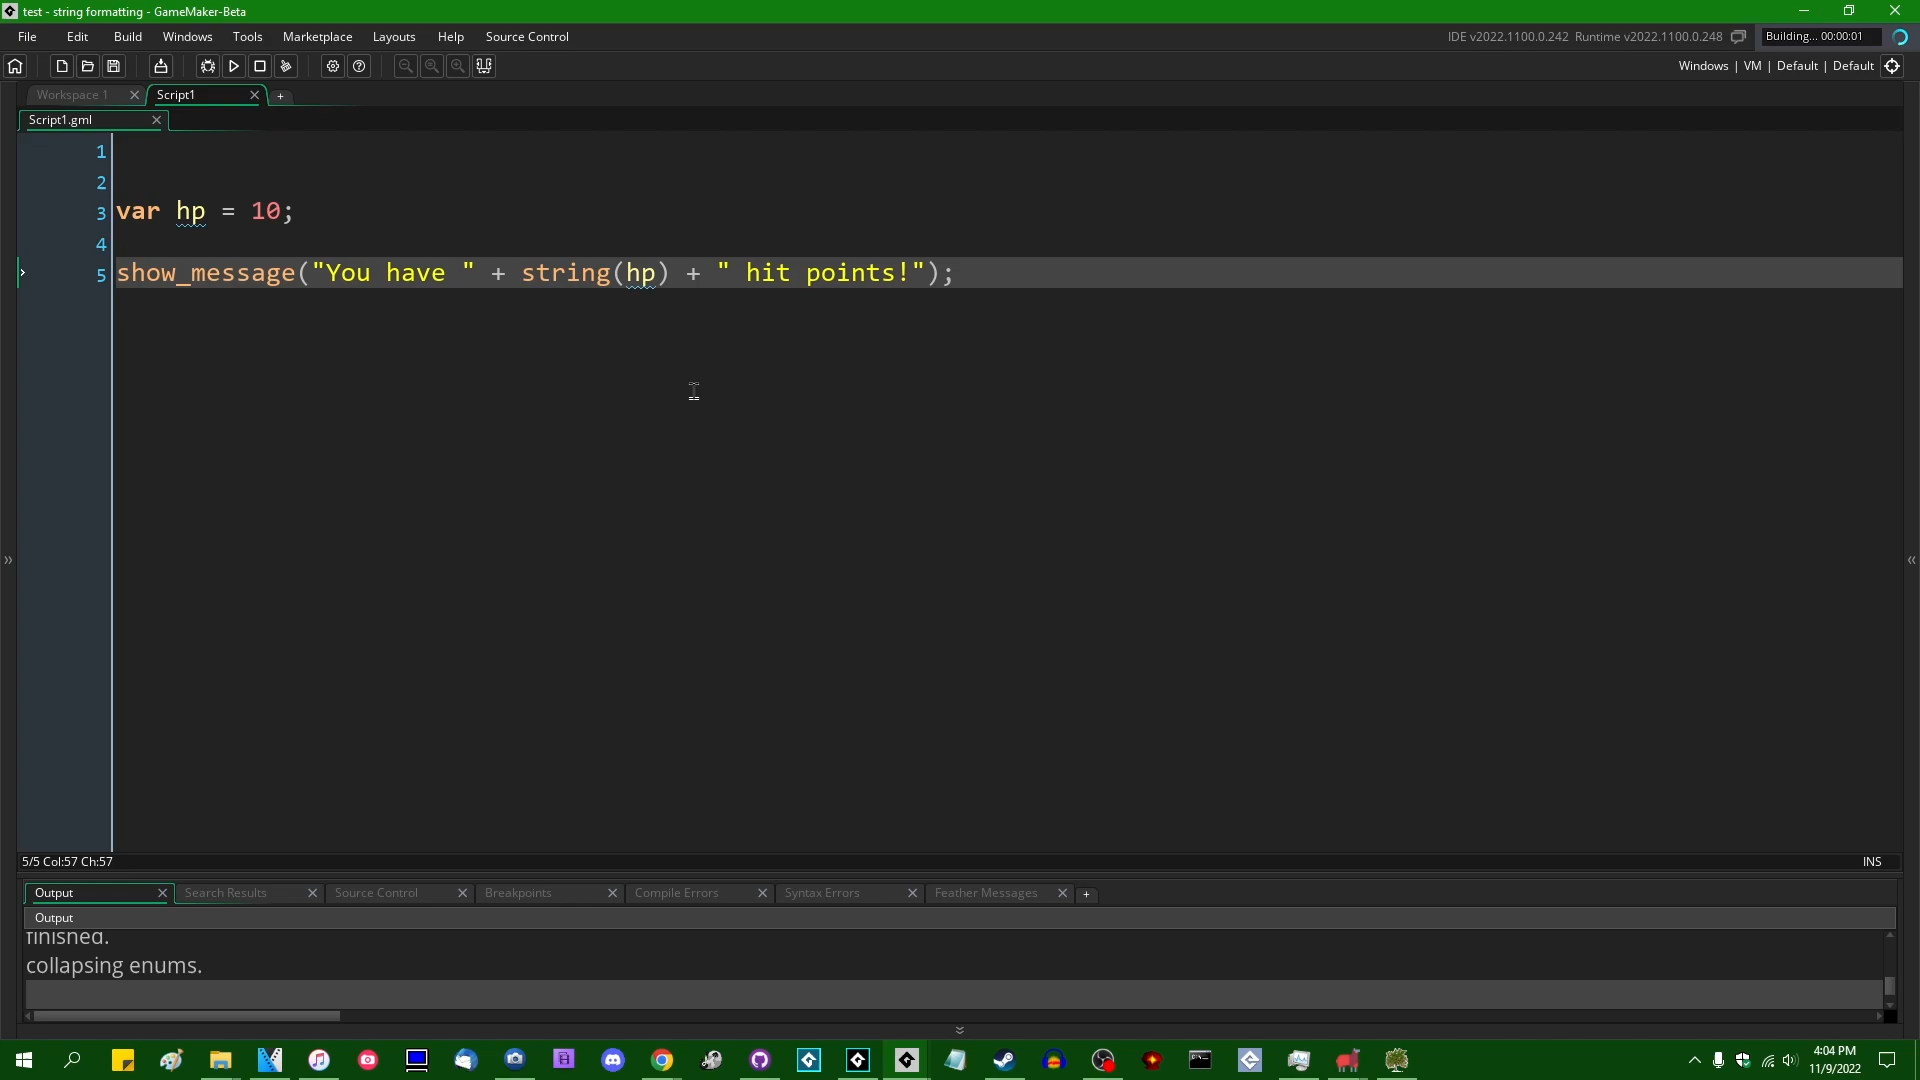 test - string formatting - GameMaker-Beta
File Edit Build Windows Tools Marketplace Layouts Help Source Control
IDE v2022.1100.0.242 Runtime v2022.1100.0.248
Building... 00:00:01
Windows | VM | Default | Default
Workspace 1
Script1
Script1.gml
1
2
3 var hp = 10;
4
5 show_message("You have " + string(hp) + " hit points!");
5/5 Col:57 Ch:57
INS
Output Search Results Source Control Breakpoints Compile Errors Syntax Errors Feather Messages
Output
finished.
collapsing enums.
4:04 PM
11/9/2022